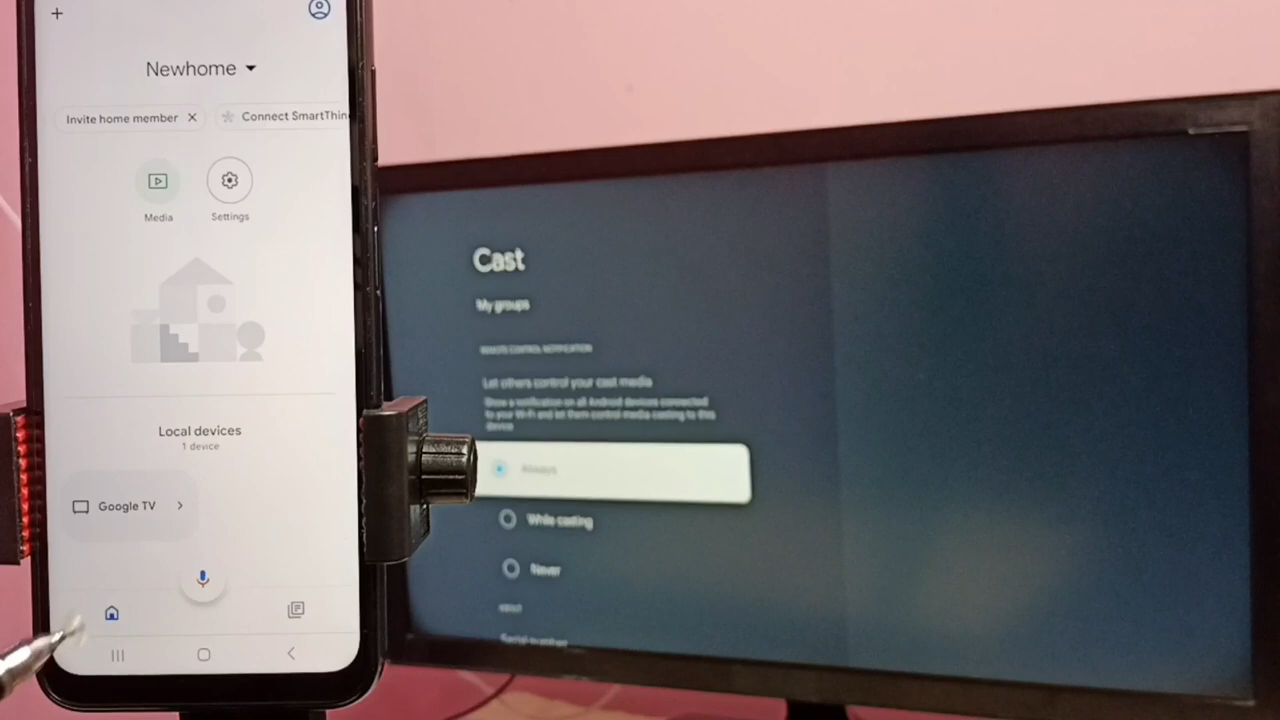 Newhome
Invite home member
Connect SmartThin
Media
Settings
Local devices
1 device
Google TV
Cast
My groups
REMOTE CONTROL NOTIFICATION
Let others control your cast media
Show a notification on all Android devices connected
to your Wi-Fi and let them control media casting to this
device
Always
While casting
Never
ABOUT
Serial number